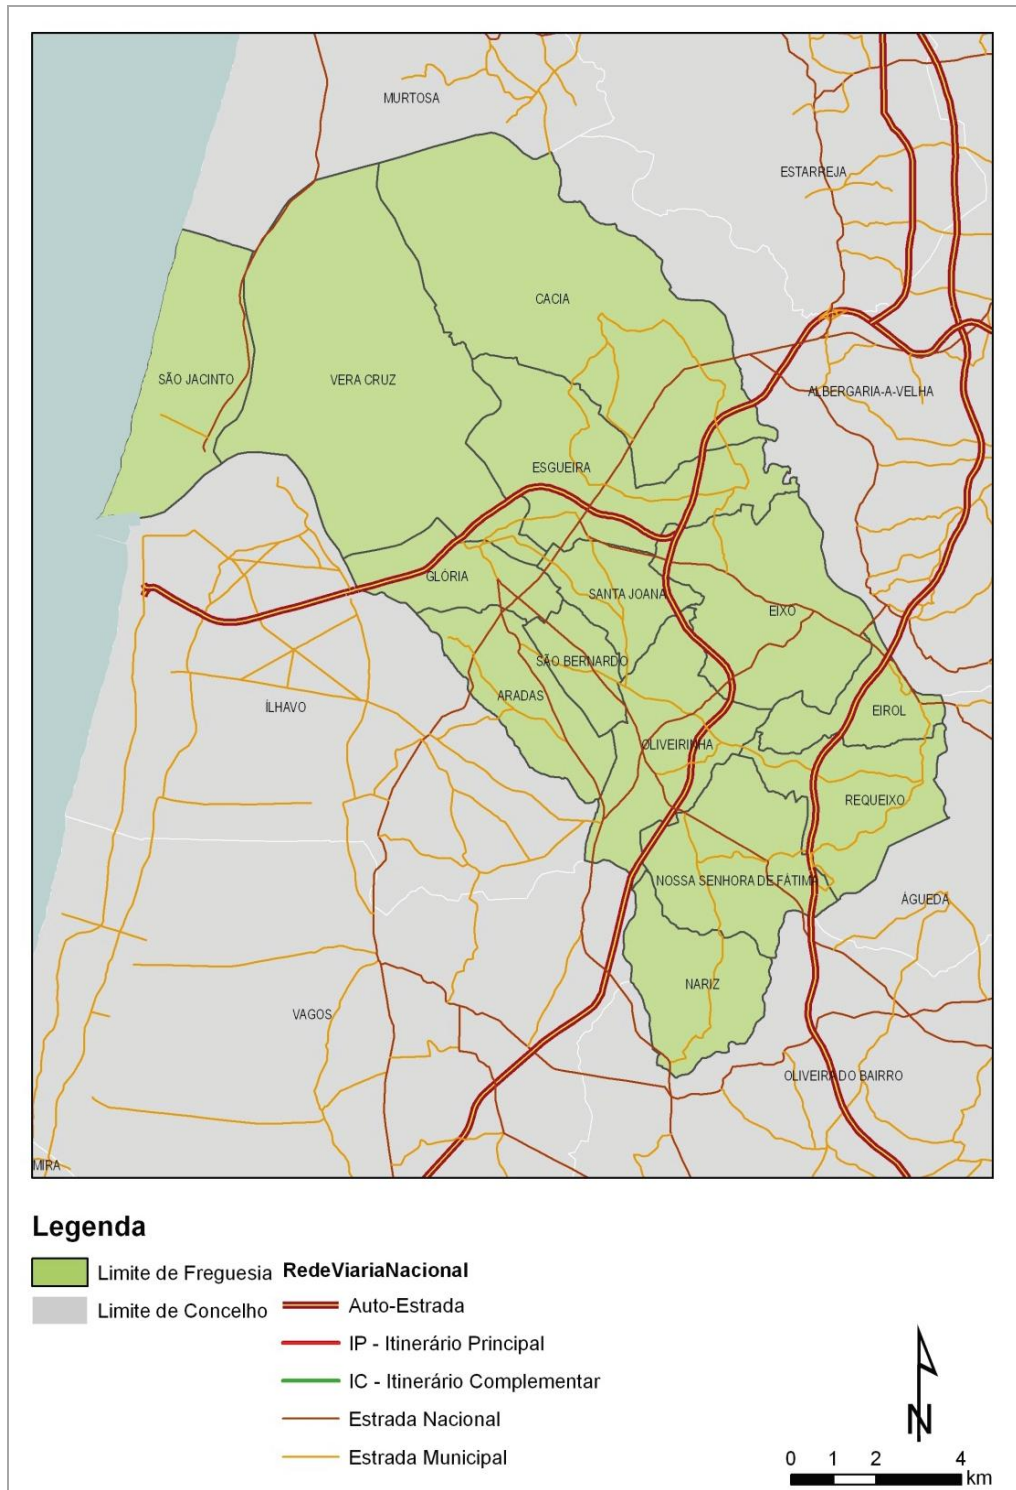 MURTOSA
ESTARREJA
CACIA
SÃO JACINTO
VERA CRUZ
ALBERGARIA-A-VELHA
ESGUEIRA
GLÓRIA
SANTA JOANA
EIXO
SÃO BERNARDO
ARADAS
ÍLHAVO
EIROL
OLIVEIRINHA
REQUEIXO
NOSSA SENHORA DE FÁTIMA
ÁGUEDA
NARIZ
VAGOS
OLIVEIRA DO BAIRRO
MIRA
Legenda
Limite de Freguesia
Limite de Concelho
RedeViariaNacional
Auto-Estrada
IP - Itinerário Principal
IC - Itinerário Complementar
Estrada Nacional
Estrada Municipal
N
0 1 2 4
km